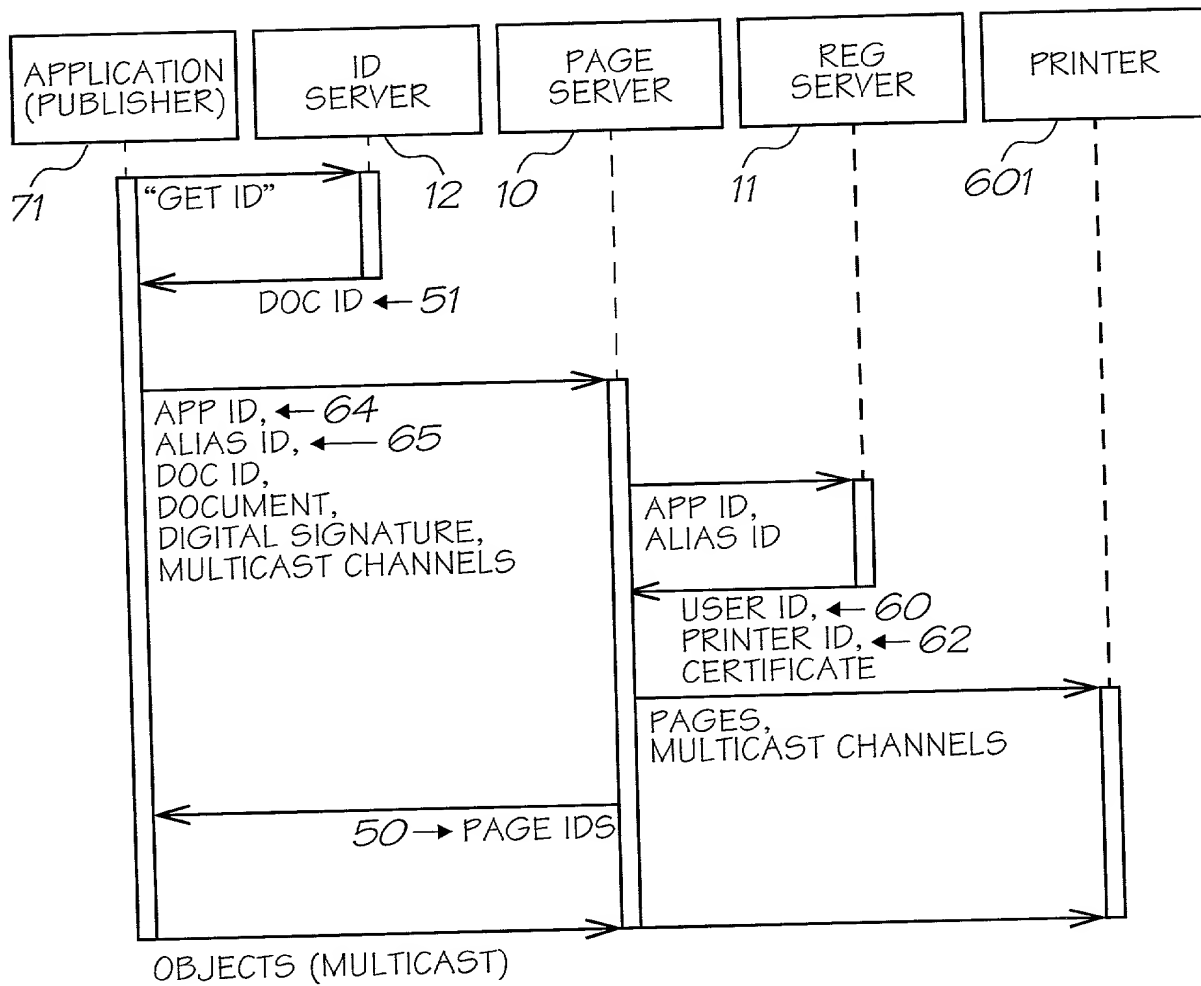 APPLICATION
(PUBLISHER)
ID
SERVER
PAGE
SERVER
REG
SERVER
PRINTER
71
12
10
11
601
"GET ID"
DOC ID
51
APP ID,
64
ALIAS ID,
65
DOC ID,
DOCUMENT,
DIGITAL SIGNATURE,
MULTICAST CHANNELS
APP ID,
ALIAS ID
USER ID,
60
PRINTER ID,
62
CERTIFICATE
PAGES,
MULTICAST CHANNELS
50
PAGE IDS
OBJECTS (MULTICAST)